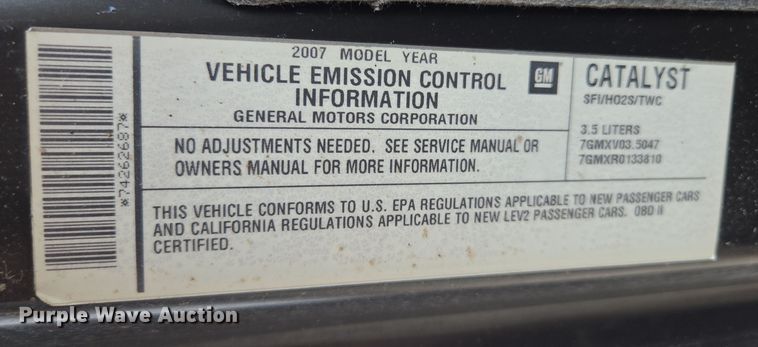 2007 MODEL YEAR
VEHICLE EMISSION CONTROL
INFORMATION
GENERAL MOTORS CORPORATION
GM
CATALYST
SFI/HO2S/TWC
3.5 LITERS
7GMXV03.5047
7GMXR0133810
NO ADJUSTMENTS NEEDED. SEE SERVICE MANUAL OR
OWNERS MANUAL FOR MORE INFORMATION.
THIS VEHICLE CONFORMS TO U.S. EPA REGULATIONS APPLICABLE TO NEW PASSENGER CARS
AND CALIFORNIA REGULATIONS APPLICABLE TO NEW LEV2 PASSENGER CARS. OBD II
CERTIFIED.
*74262687*
Purple Wave Auction